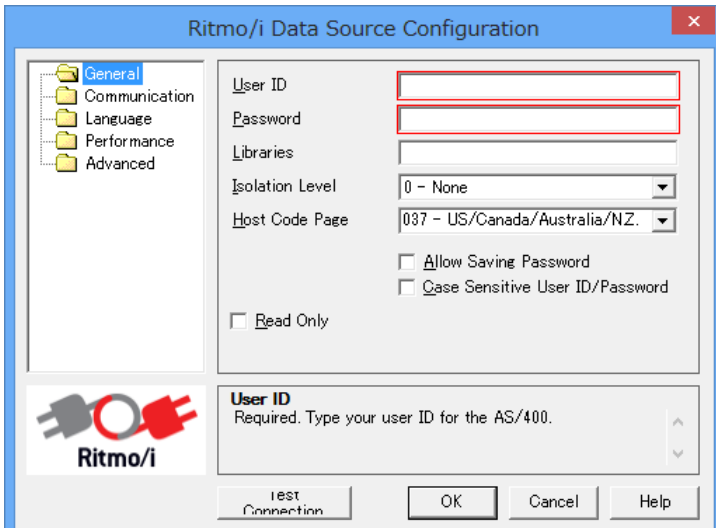 Ritmo/i Data Source Configuration
General
Communication
Language
Performance
Advanced
User ID
Password
Libraries
Isolation Level
0 - None
Host Code Page
037 - US/Canada/Australia/N.Z.
Allow Saving Password
Case Sensitive User ID/Password
Read Only
Ritmo/i
User ID
Required. Type your user ID for the AS/400.
Test
Connection
OK
Cancel
Help